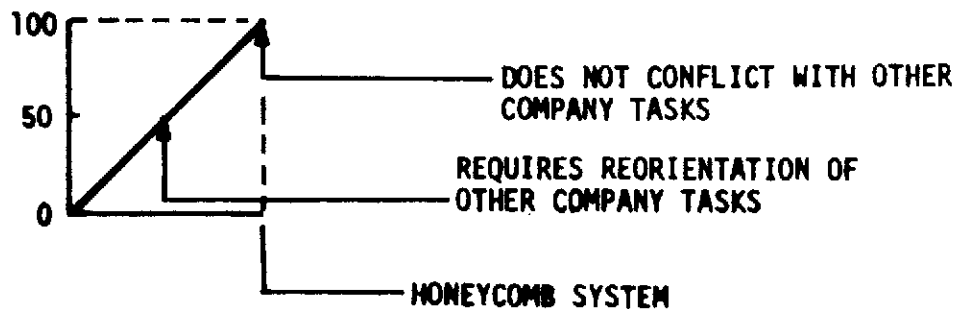 100
50
0
DOES NOT CONFLICT WITH OTHER
COMPANY TASKS
REQUIRES REORIENTATION OF
OTHER COMPANY TASKS
HONEYCOMB SYSTEM